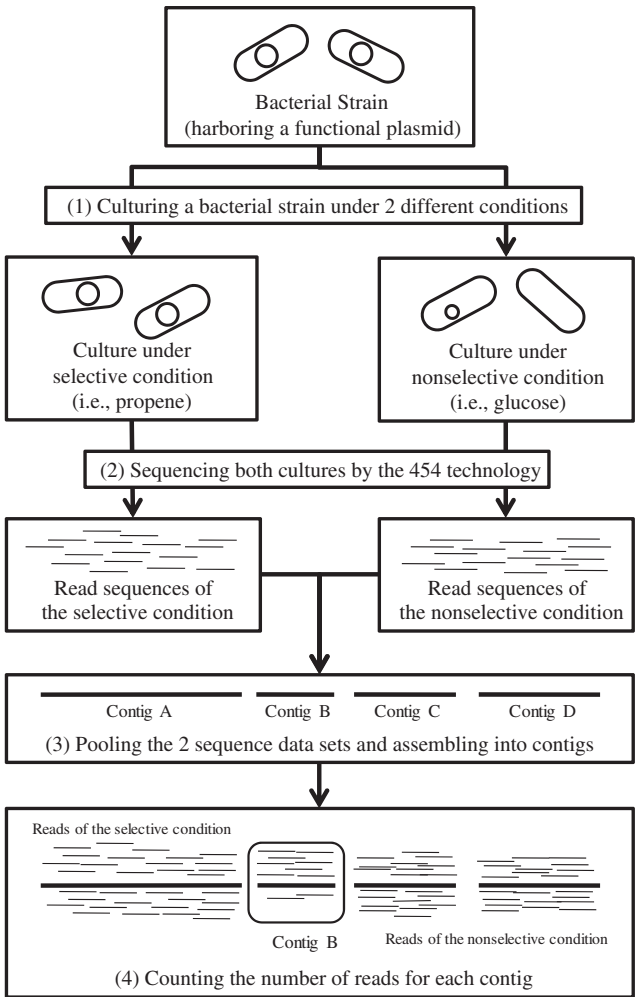 Bacterial Strain
(harboring a functional plasmid)
(1) Culturing a bacterial strain under 2 different conditions
Culture under
selective condition
(i.e., propene)
Culture under
nonselective condition
(i.e., glucose)
(2) Sequencing both cultures by the 454 technology
Read sequences of
the selective condition
Read sequences of
the nonselective condition
Contig A
Contig B
Contig C
Contig D
(3) Pooling the 2 sequence data sets and assembling into contigs
Reads of the selective condition
Contig B
Reads of the nonselective condition
(4) Counting the number of reads for each contig